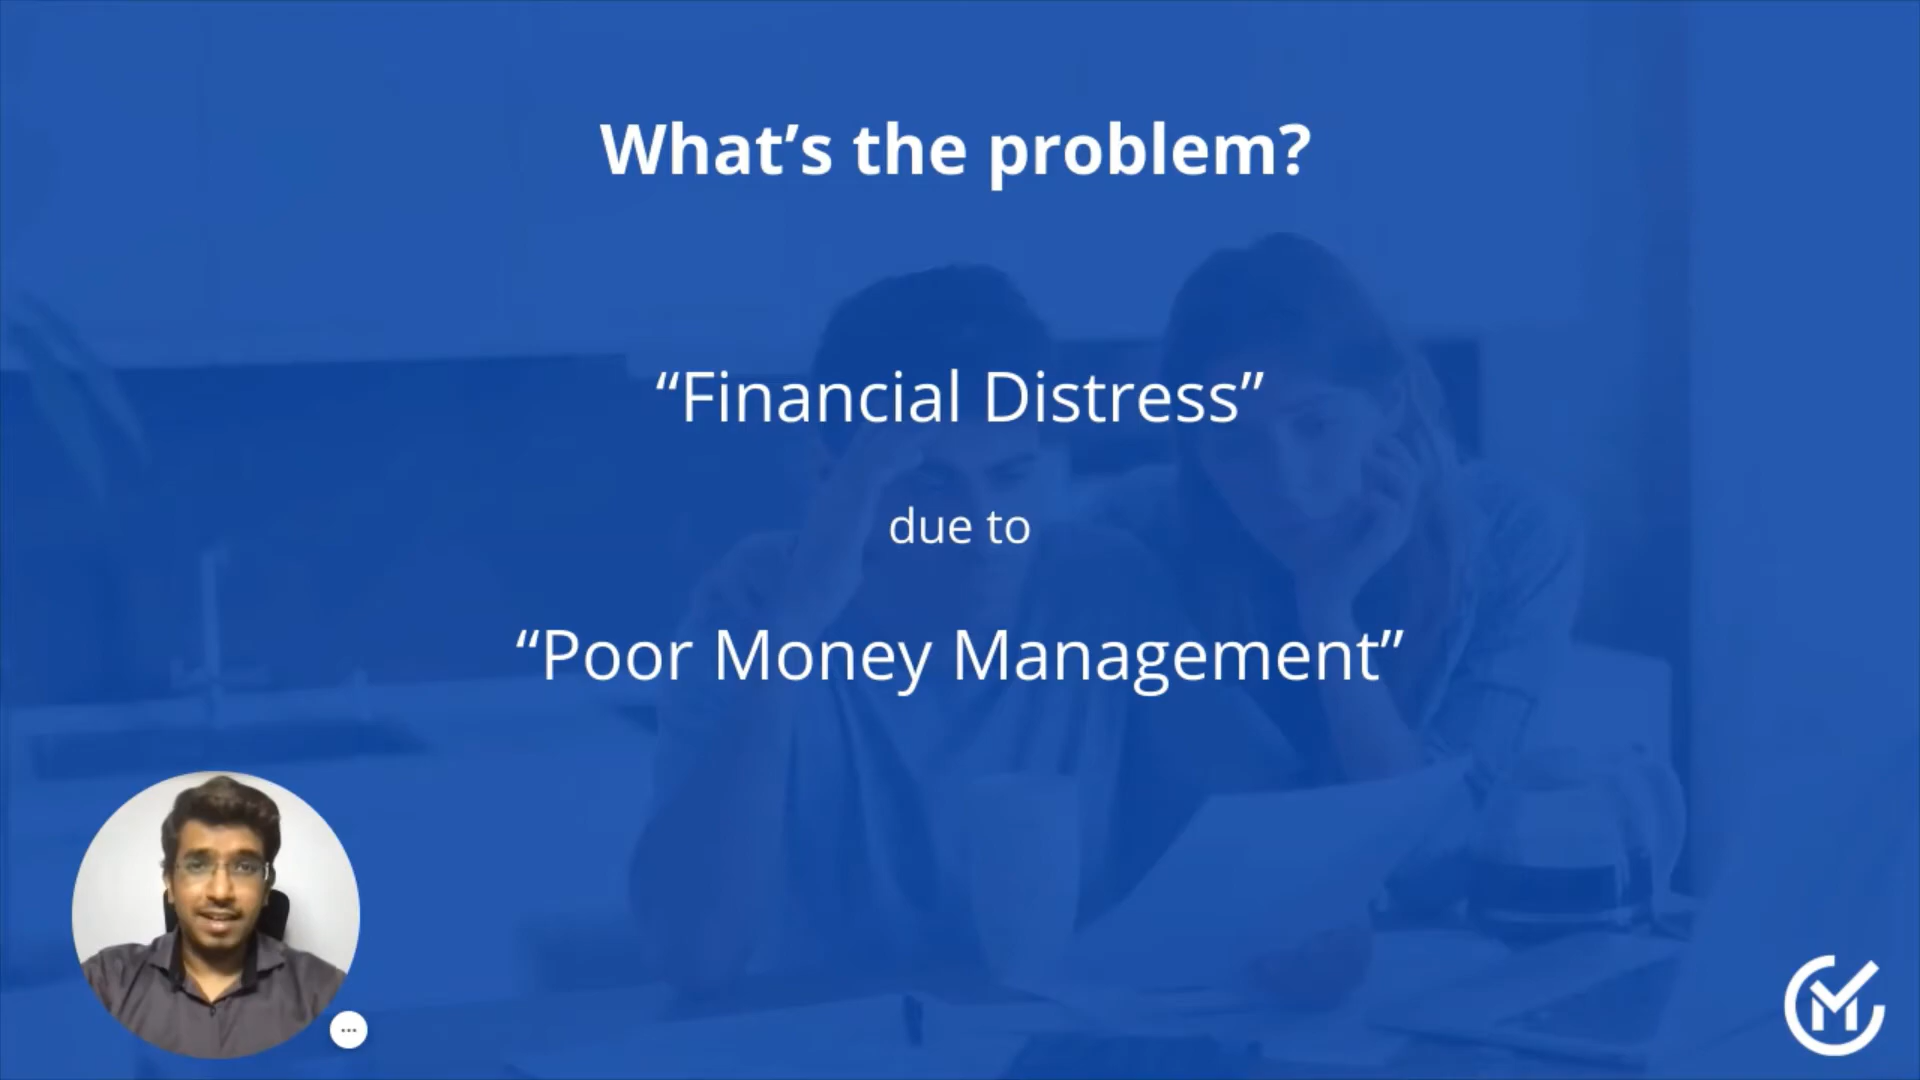 What’s the problem?
“Financial Distress”
due to
“Poor Money Management”